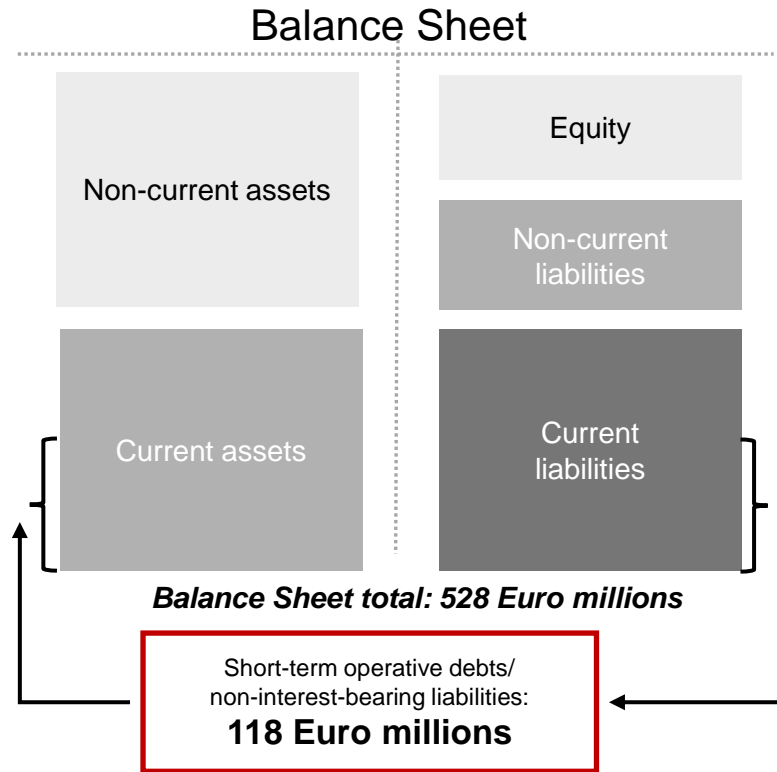 Balance Sheet
Non-current assets
Equity
Non-current
liabilities
Current assets
Current
liabilities
Balance Sheet total: 528 Euro millions
Short-term operative debts/
non-interest-bearing liabilities:
118 Euro millions